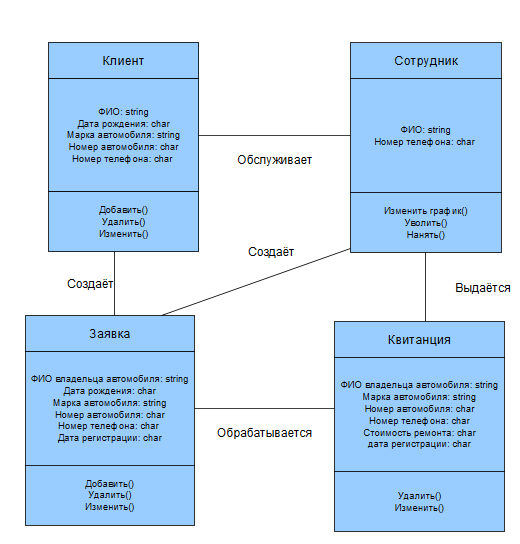 Клиент
ФИО: string
Дата рождения: char
Марка автомобиля: string
Номер автомобиля: char
Номер телефона: char
Добавить()
Удалить()
Изменить()
Сотрудник
ФИО: string
Номер телефона: char
Изменить график()
Уволить()
Нанять()
Обслуживает
Создаёт
Создаёт
Выдаётся
Заявка
ФИО владельца автомобиля: string
Дата рождения: char
Марка автомобиля: string
Номер автомобиля: char
Номер телефона: char
Дата регистрации: char
Добавить()
Удалить()
Изменить()
Обрабатывается
Квитанция
ФИО владельца автомобиля: string
Марка автомобиля: string
Номер автомобиля: char
Номер телефона: char
Стоимость ремонта: char
дата регистрации: char
Удалить()
Изменить()